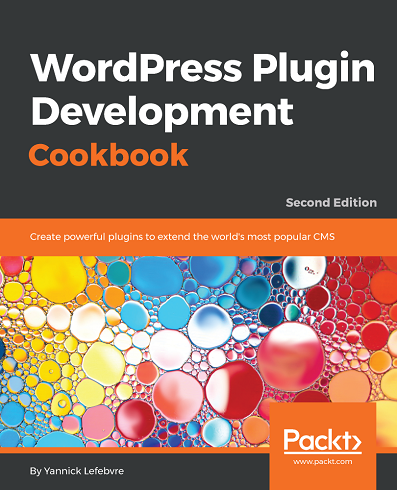 WordPress Plugin
Development
Cookbook
Second Edition
Create powerful plugins to extend the world's most popular CMS
Packt>
www.packt.com
By Yannick Lefebvre